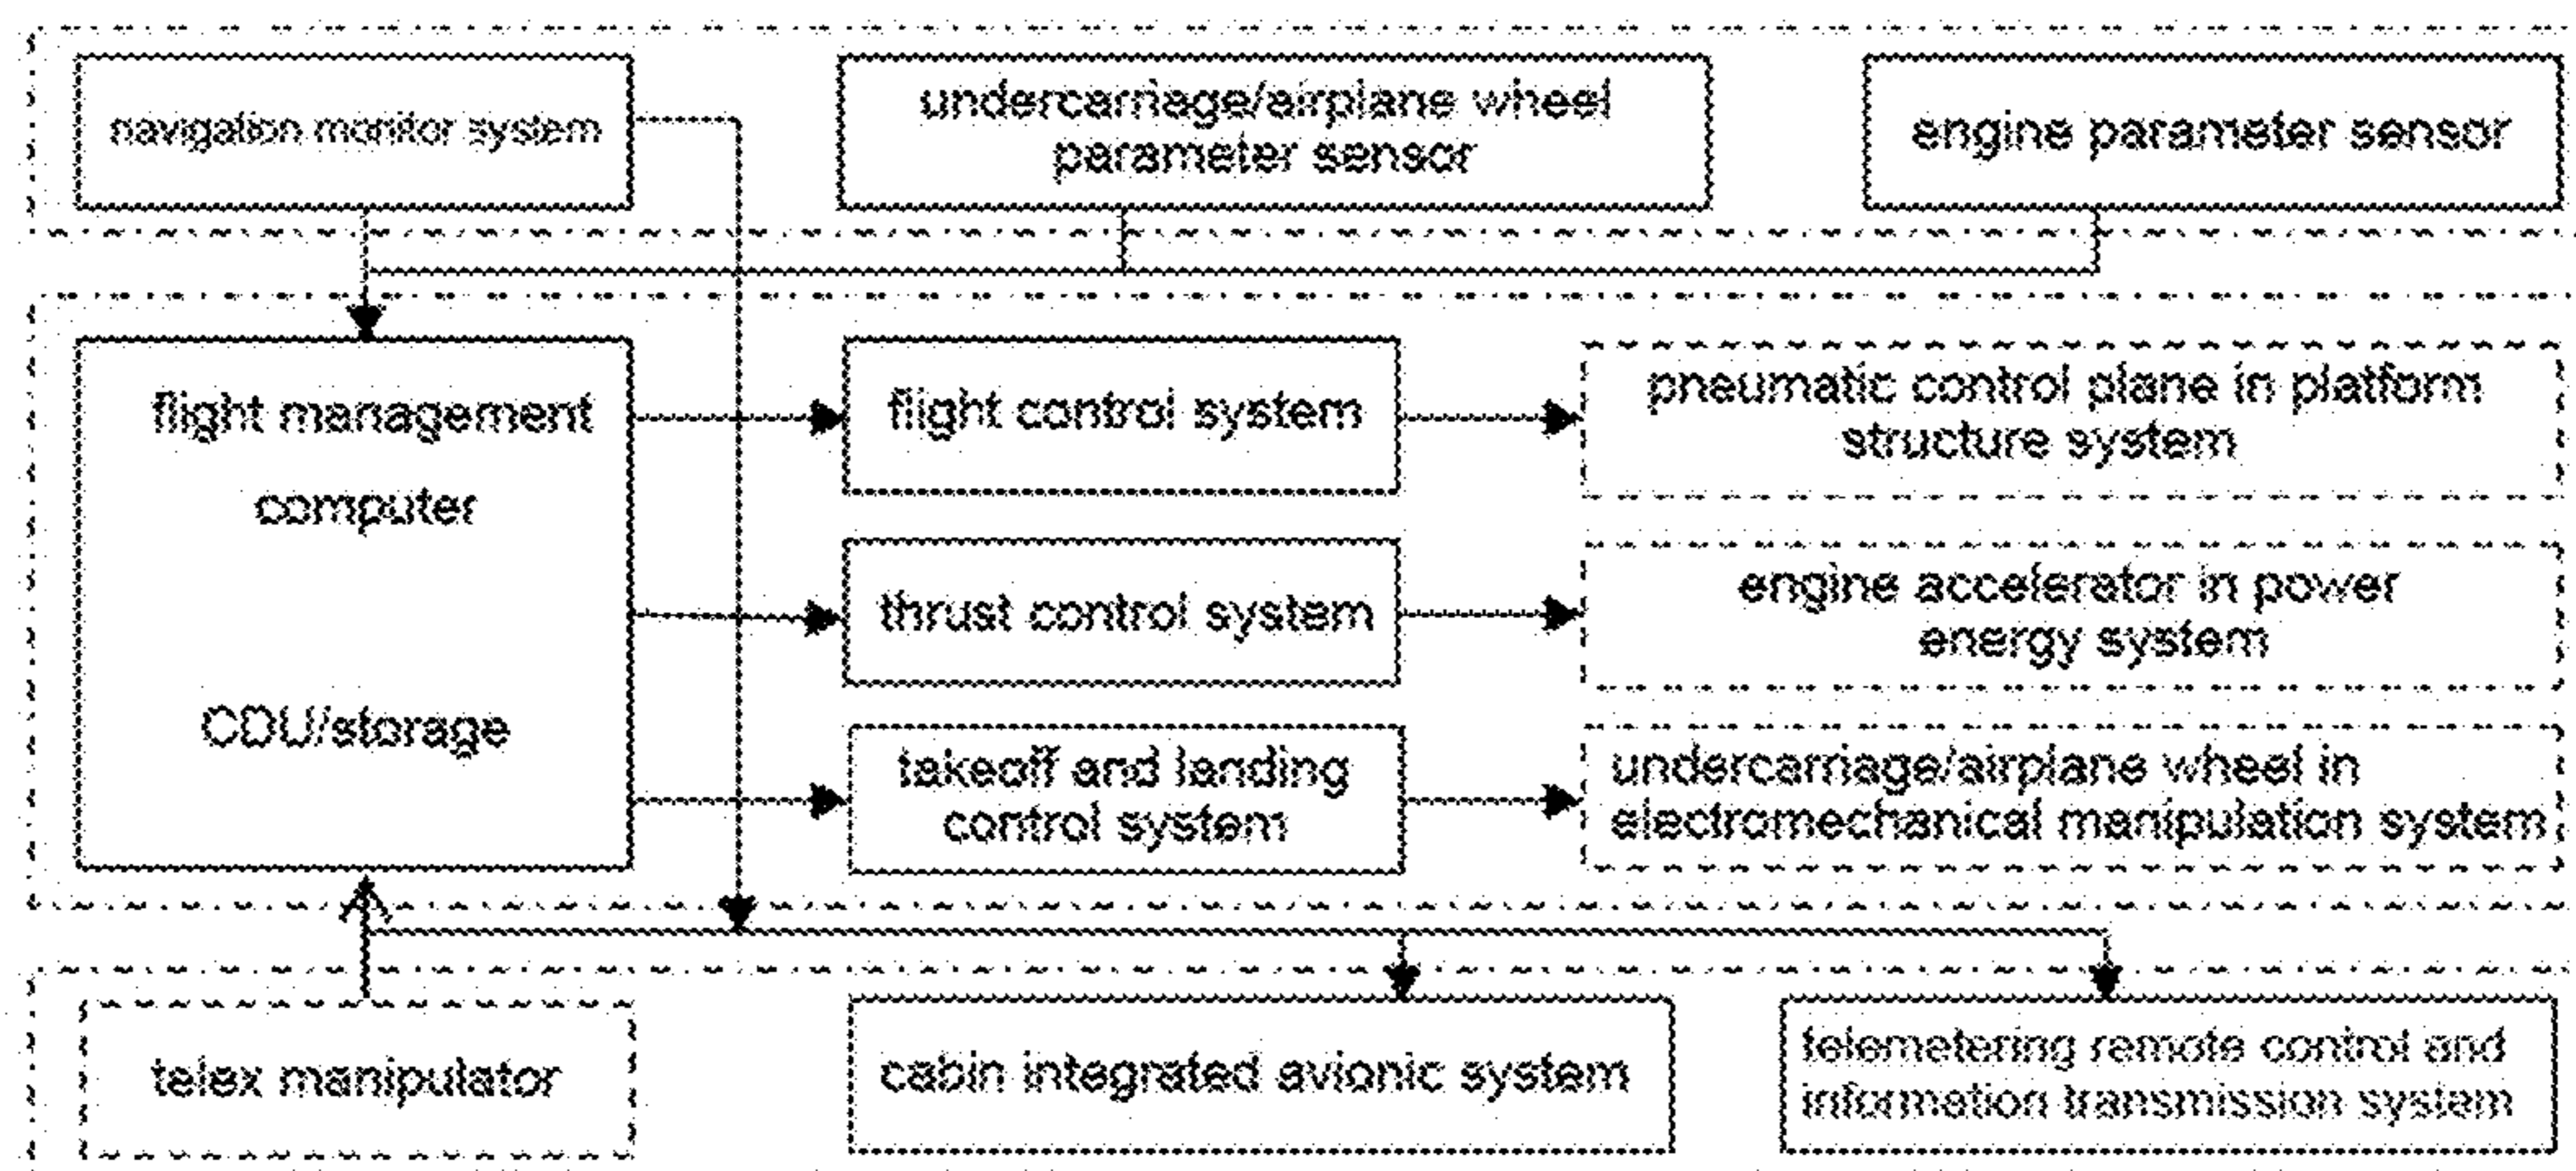 navigation monitor system
undercarriage/airplane wheel
parameter sensor
engine parameter sensor
flight management
computer
CDU/storage
flight control system
pneumatic control plane in platform
structure system
thrust control system
engine accelerator in power
energy system
takeoff and landing
control system
undercarriage/airplane wheel in
electromechanical manipulation system
telex manipulator
cabin integrated avionic system
telemetering remote control and
information transmission system